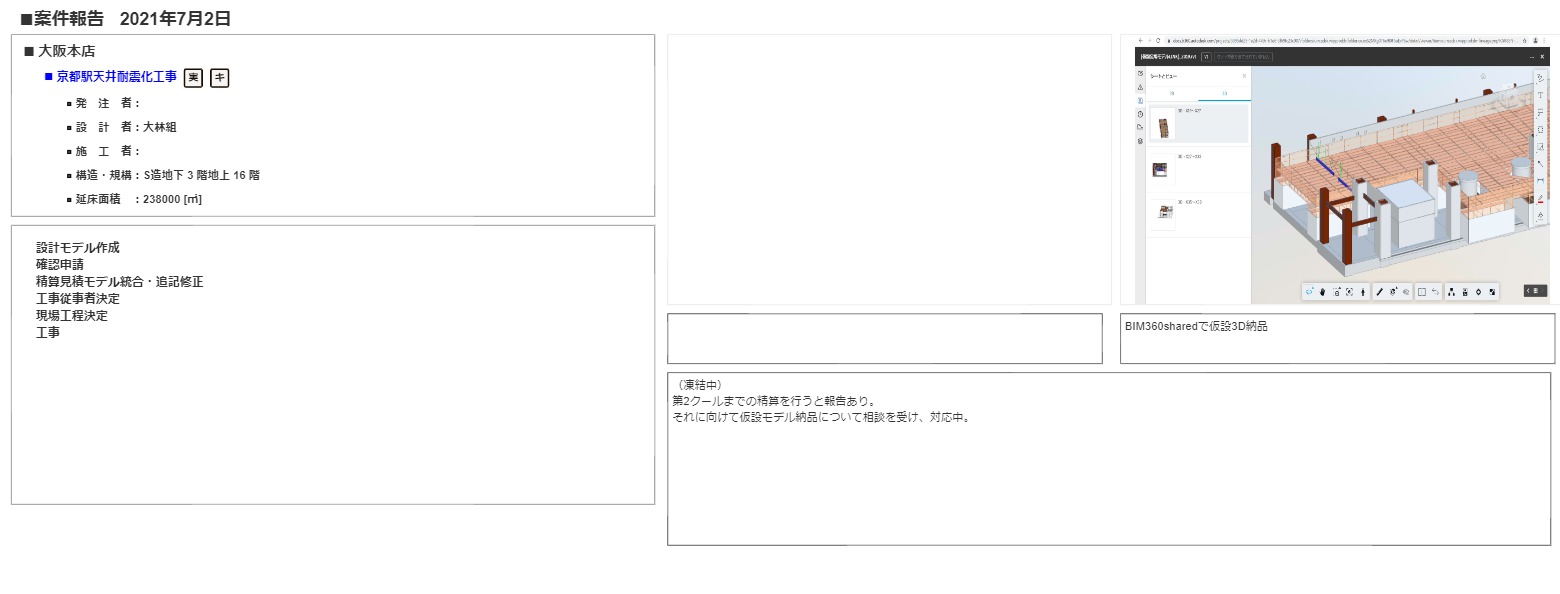 ■案件報告　2021年7月2日
■ 大阪本店
■ 京都駅天井耐震化工事 実 キ
▪ 発　注　者：
▪ 設　計　者：大林組
▪ 施　工　者：
▪ 構造・規構：S造地下 3 階地上 16 階
▪ 延床面積　：238000 [㎡]
設計モデル作成
確認申請
精算見積モデル統合・追記修正
工事従事者決定
現場工程決定
工事
シートとビュー
BIM360sharedで仮設3D納品
（凍結中）
第2クールまでの精算を行うと報告あり。
それに向けて仮設モデル納品について相談を受け、対応中。